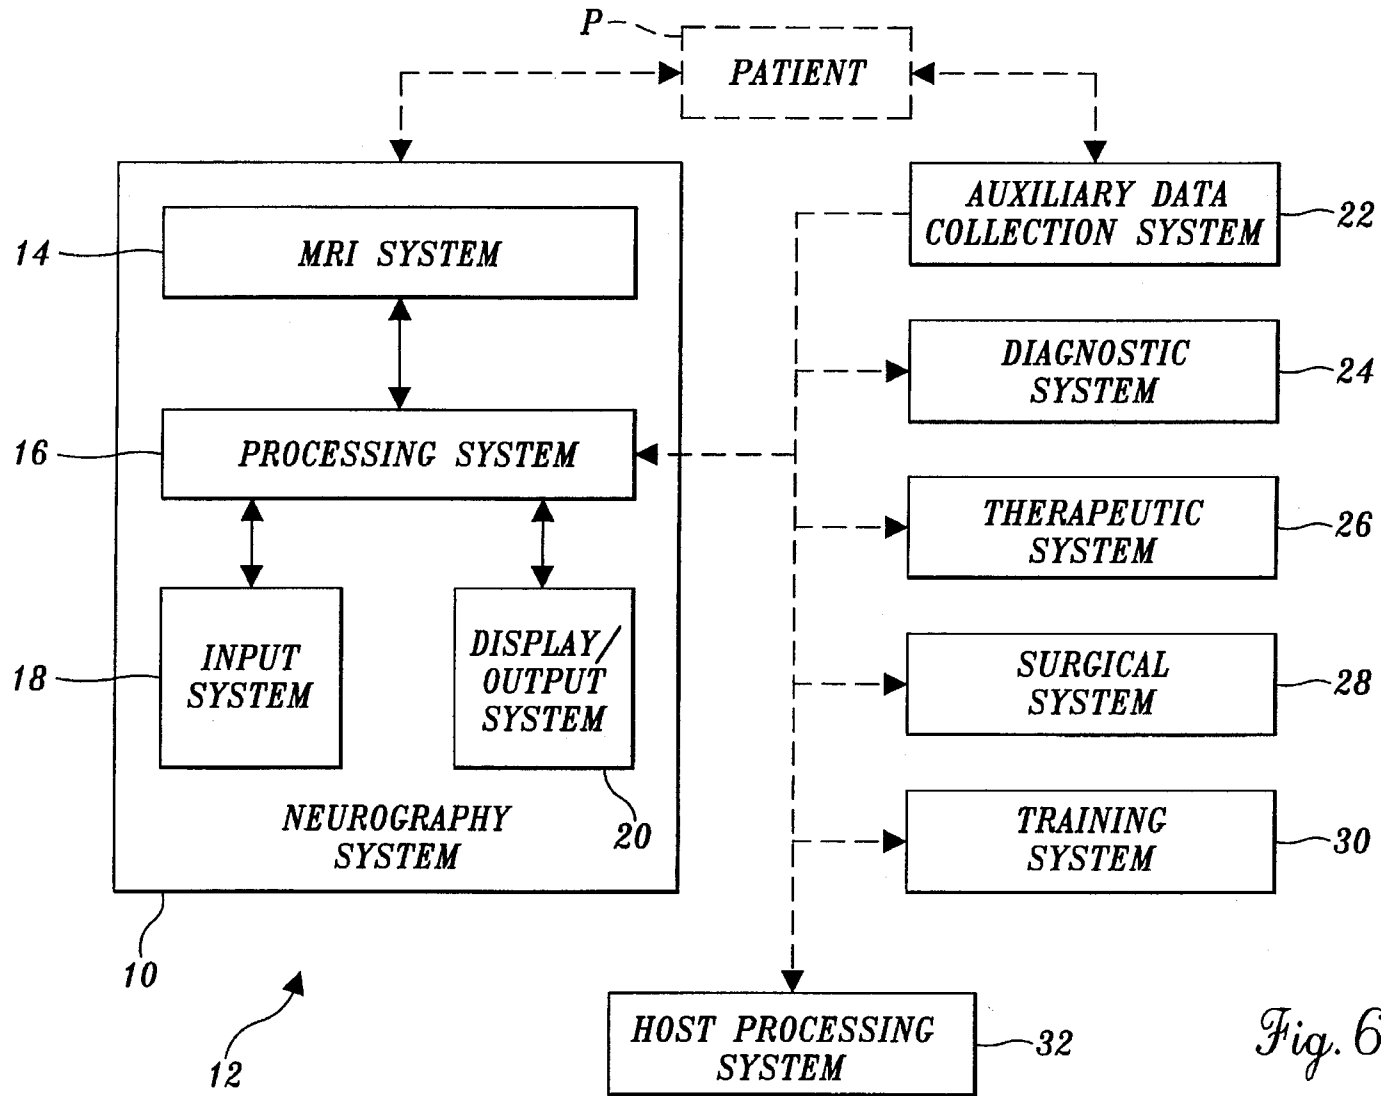 P
PATIENT
AUXILIARY DATA
COLLECTION SYSTEM
22
14
MRI SYSTEM
DIAGNOSTIC
SYSTEM
24
16
PROCESSING SYSTEM
THERAPEUTIC
SYSTEM
26
18
INPUT
SYSTEM
DISPLAY/
OUTPUT
SYSTEM
20
SURGICAL
SYSTEM
28
NEUROGRAPHY
SYSTEM
10
TRAINING
SYSTEM
30
12
HOST PROCESSING
SYSTEM
32
Fig. 6